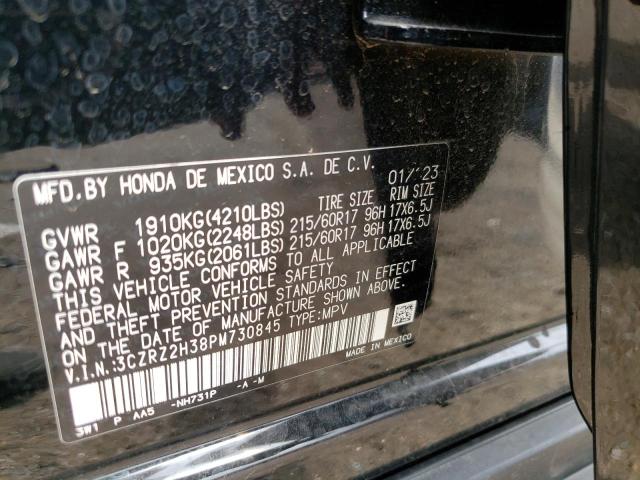 MFD. BY HONDA DE MEXICO S.A. DE C.V. 01/'23
TIRE SIZE RIM SIZE
GVWR 1910KG(4210LBS)
GAWR F 1020KG(2248LBS) 215/60R17 96H 17X6.5J
GAWR R 935KG(2061LBS) 215/60R17 96H 17X6.5J
THIS VEHICLE CONFORMS TO ALL APPLICABLE
FEDERAL MOTOR VEHICLE SAFETY
AND THEFT PREVENTION STANDARDS IN EFFECT
ON THE DATE OF MANUFACTURE SHOWN ABOVE.
V.I.N.:3CZRZ2H38PM730845 TYPE:MPV
MADE IN MEXICO
3W1 P AA5 -NH731P -A -M